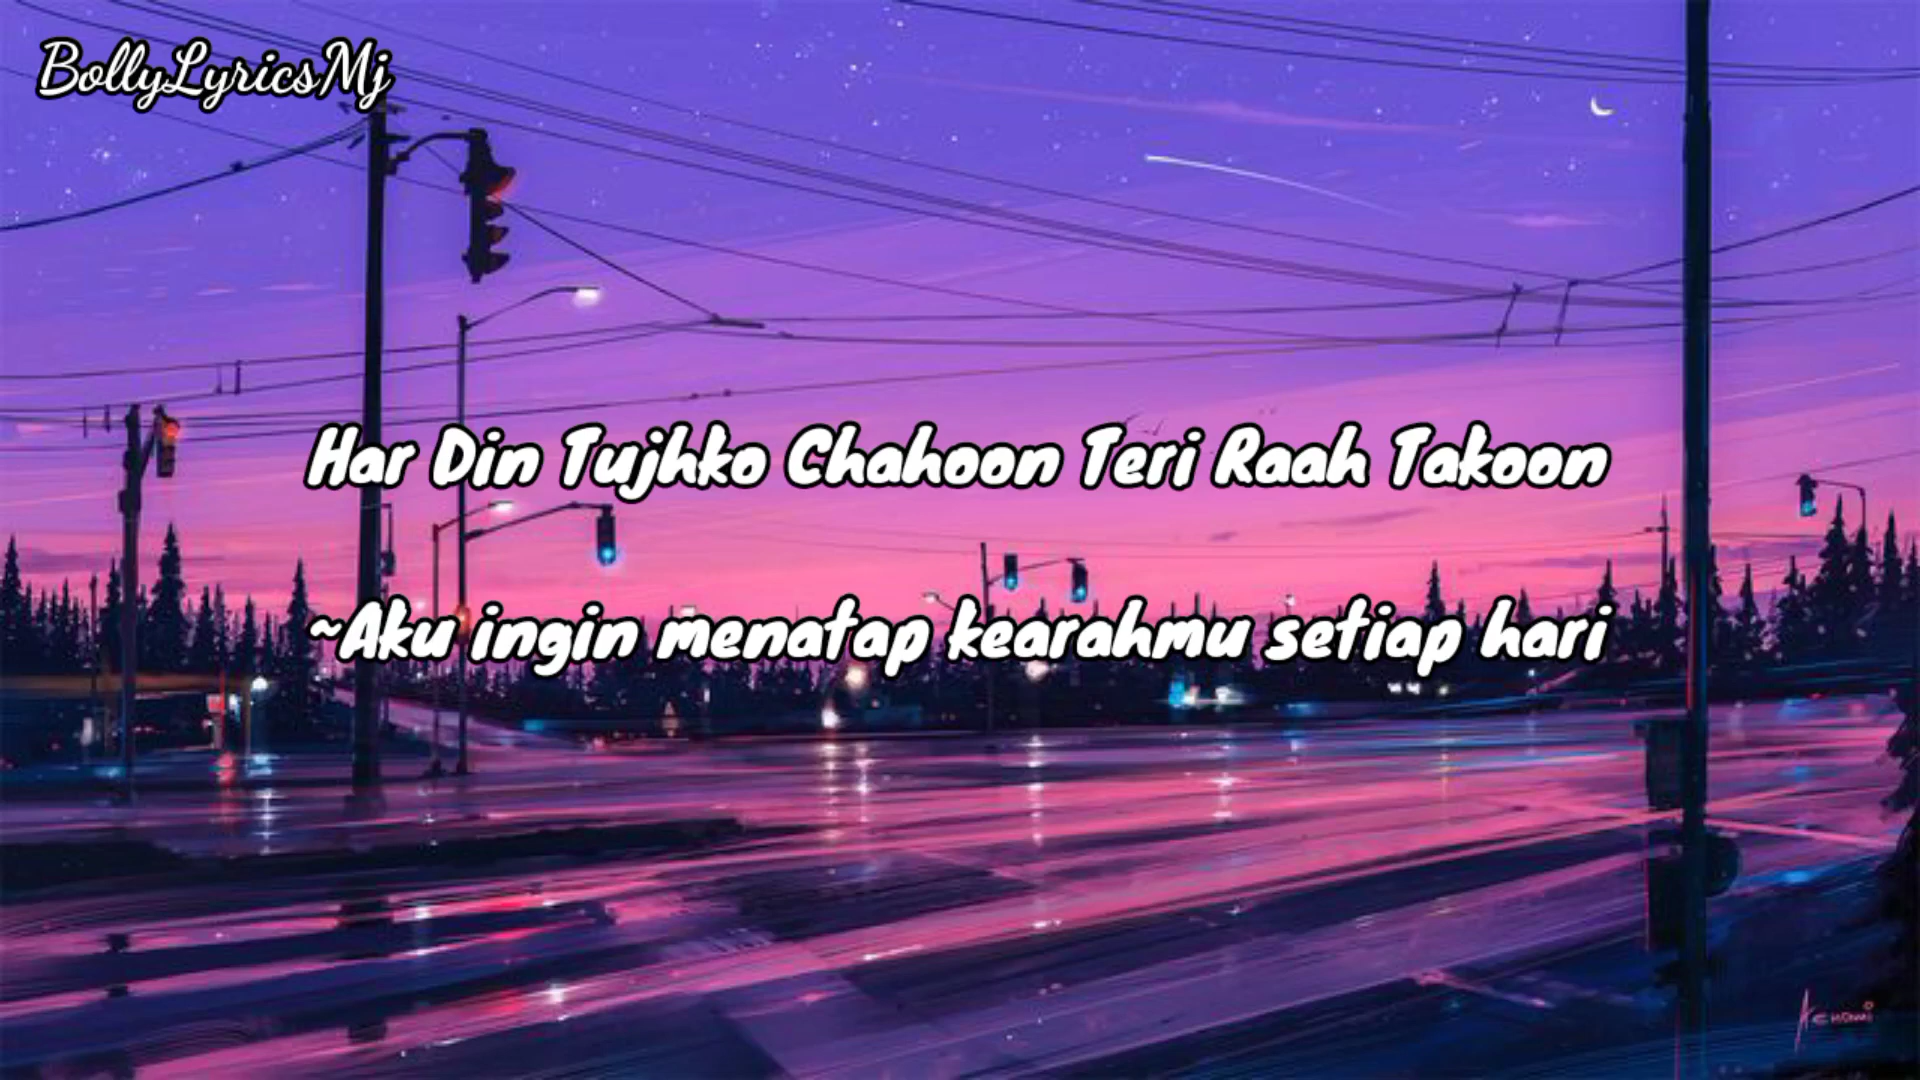 BollyLyricsMj
Har Din Tujhko Chahoon Teri Raah Takoon
~Aku ingin menatap kearahmu setiap hari